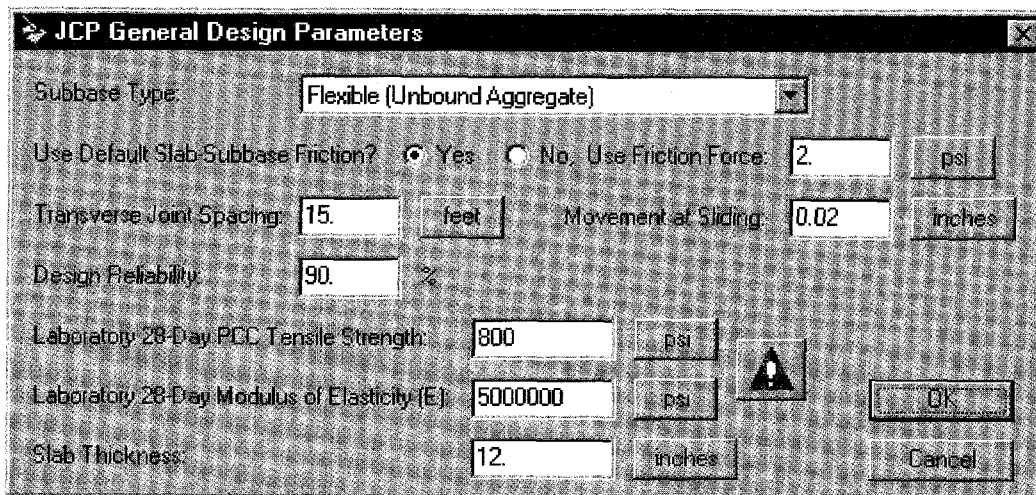 JCP General Design Parameters
Subbase Type: Flexible (Unbound Aggregate)
Use Default Slab-Subbase Friction? Yes No, Use Friction Force: 2. psi
Transverse Joint Spacing: 15. feet Movement at Sliding: 0.02 inches
Design Reliability: 90. %
Laboratory 28-Day PCC Tensile Strength: 800 psi
Laboratory 28-Day Modulus of Elasticity (E): 5000000 psi OK
Slab Thickness: 12. inches Cancel